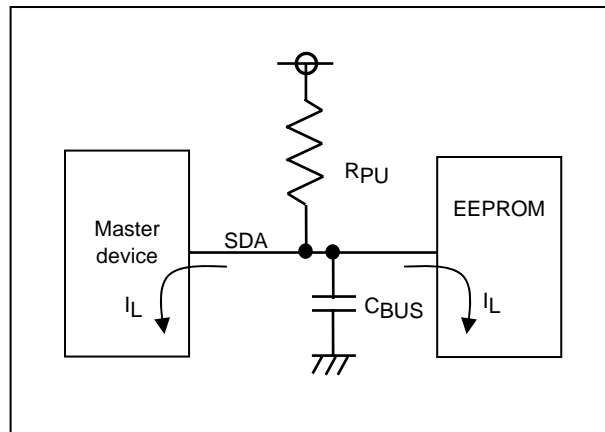 RPU
EEPROM
Master
device
SDA
IL
CBUS
IL